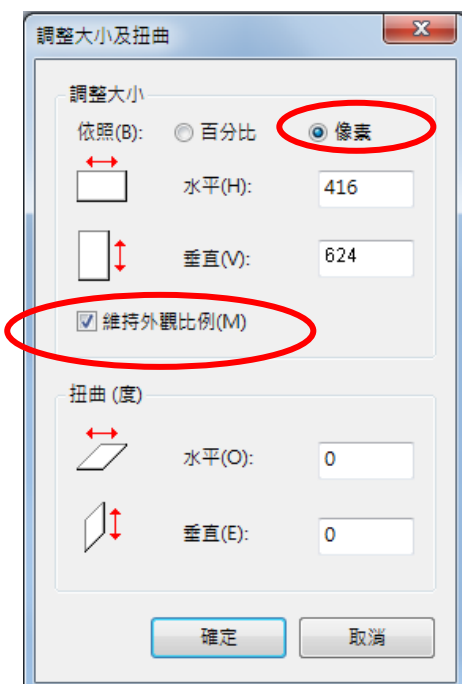 調整大小及扭曲
調整大小
依照(B): 百分比 像素
水平(H): 416
垂直(V): 624
維持外觀比例(M)
扭曲 (度)
水平(O): 0
垂直(E): 0
確定 取消